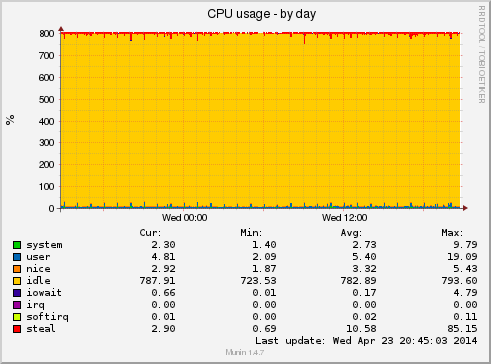 CPU usage - by day
RRDTOOL / TOBI OETIKER
%
800
700
600
500
400
300
200
100
0
Wed 00:00 Wed 12:00
Cur: Min: Avg: Max:
system 2.30 1.40 2.73 9.79
user 4.81 2.09 5.40 19.09
nice 2.92 1.87 3.32 5.43
idle 787.91 723.53 782.89 793.60
iowait 0.66 0.01 0.17 4.79
irq 0.00 0.00 0.00 0.00
softirq 0.01 0.00 0.02 0.11
steal 2.90 0.69 10.58 85.15
Last update: Wed Apr 23 20:45:03 2014
Munin 1.4.7